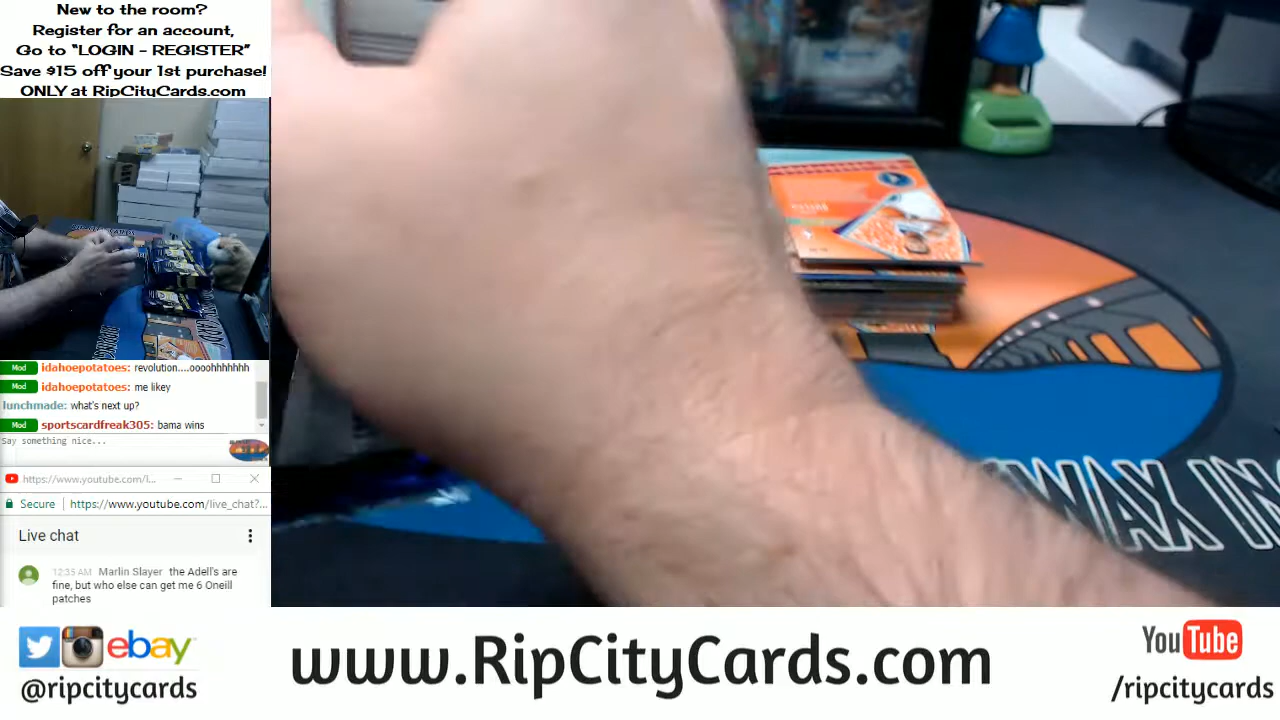 New to the room?
Register for an account,
Go to "LOGIN - REGISTER"
Save $15 off your 1st purchase!
ONLY at RipCityCards.com
Mod idahoepotatoes: revolution....oooohhhhhhh
Mod idahoepotatoes: me likey
lunchmade: what's next up?
Mod sportscardfreak305: bama wins
Say something nice...
https://www.youtube.com/l...
Secure https://www.youtube.com/live_chat?...
Live chat
12:35 AM Marlin Slayer the Adell's are
fine, but who else can get me 6 Oneill
patches
WAX IN
ebay
@ripcitycards
www.RipCityCards.com
YouTube
/ripcitycards